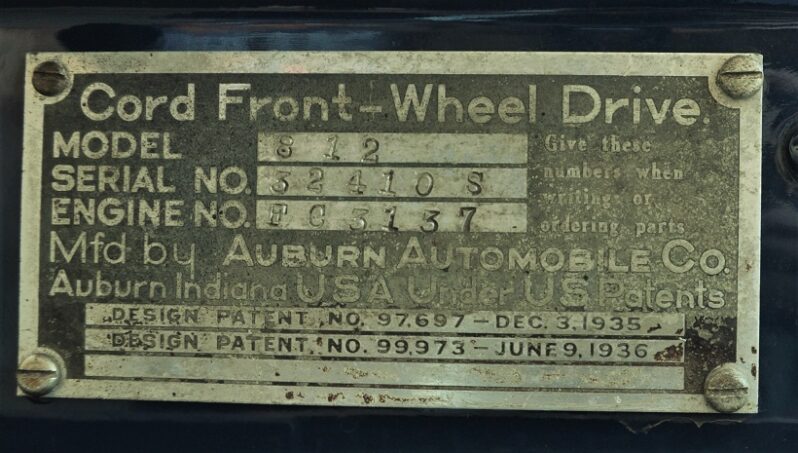 Cord Front-Wheel Drive.
MODEL 812
SERIAL NO. 32410 S
ENGINE NO. FC 3137
Give these
numbers when
writing or
ordering parts
Mfd by AUBURN AUTOMOBILE CO.
Auburn Indiana U S A Under U S Patents
DESIGN PATENT, NO. 97,697 – DEC. 3, 1935
DESIGN PATENT, NO. 99,973 – JUNE 9, 1936